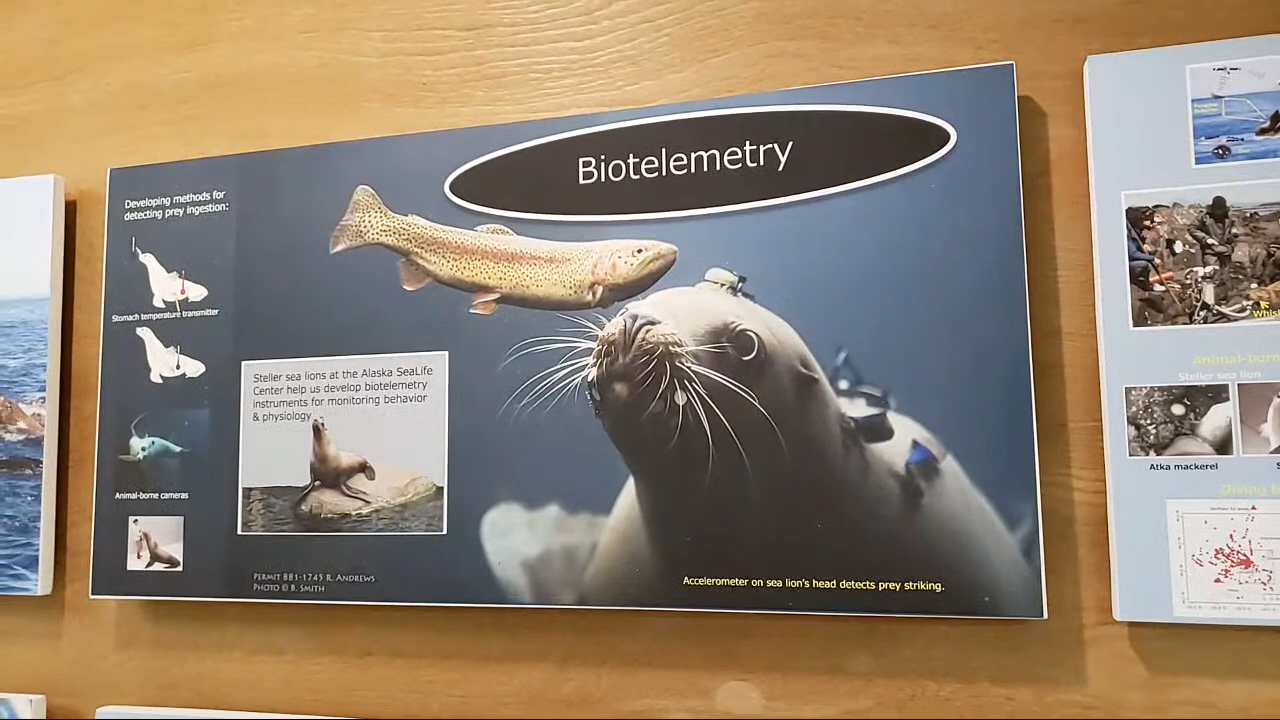 Biotelemetry
Developing methods for
detecting prey ingestion:
Stomach temperature transmitter
Animal-borne cameras
Steller sea lions at the Alaska SeaLife
Center help us develop biotelemetry
instruments for monitoring behavior
& physiology.
Permit 881-1745 R. Andrews
Photo © B. Smith
Accelerometer on sea lion's head detects prey striking.
Steller sea lion
Atka mackerel